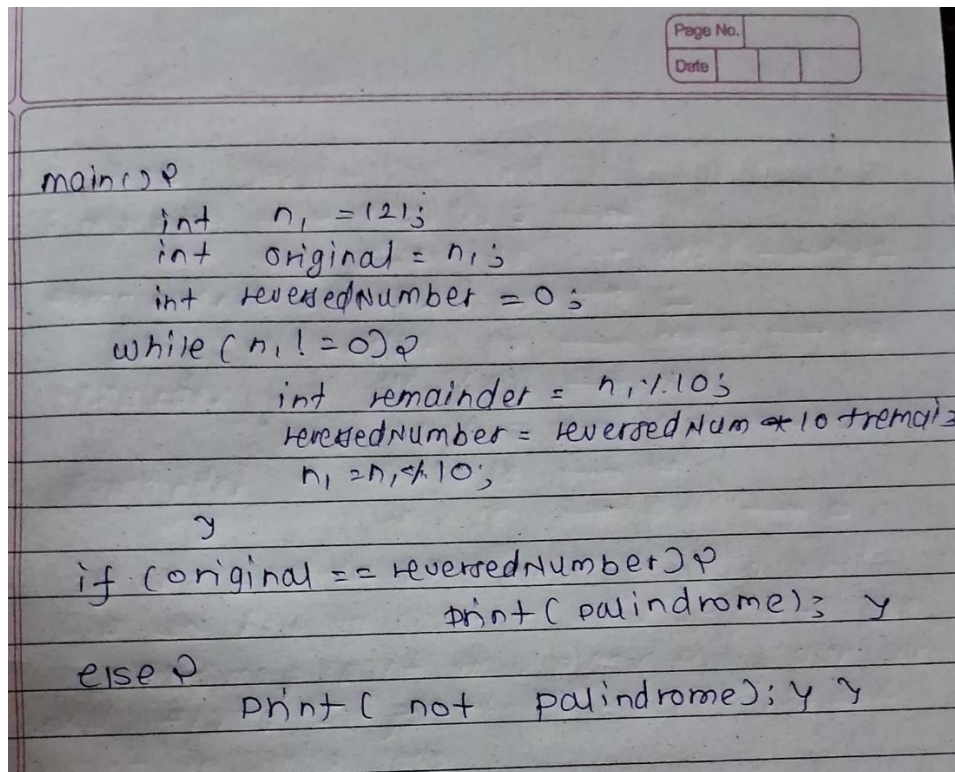 Page No.
Date
main() {
int n1 = 121;
int original = n1;
int reversedNumber = 0;
while (n1 != 0) {
int remainder = n1 % 10;
reversedNumber = reversedNum * 10 + remai
n1 = n1 % 10;
}
if (original == reversedNumber) {
print ( palindrome); }
else {
print ( not palindrome); } }